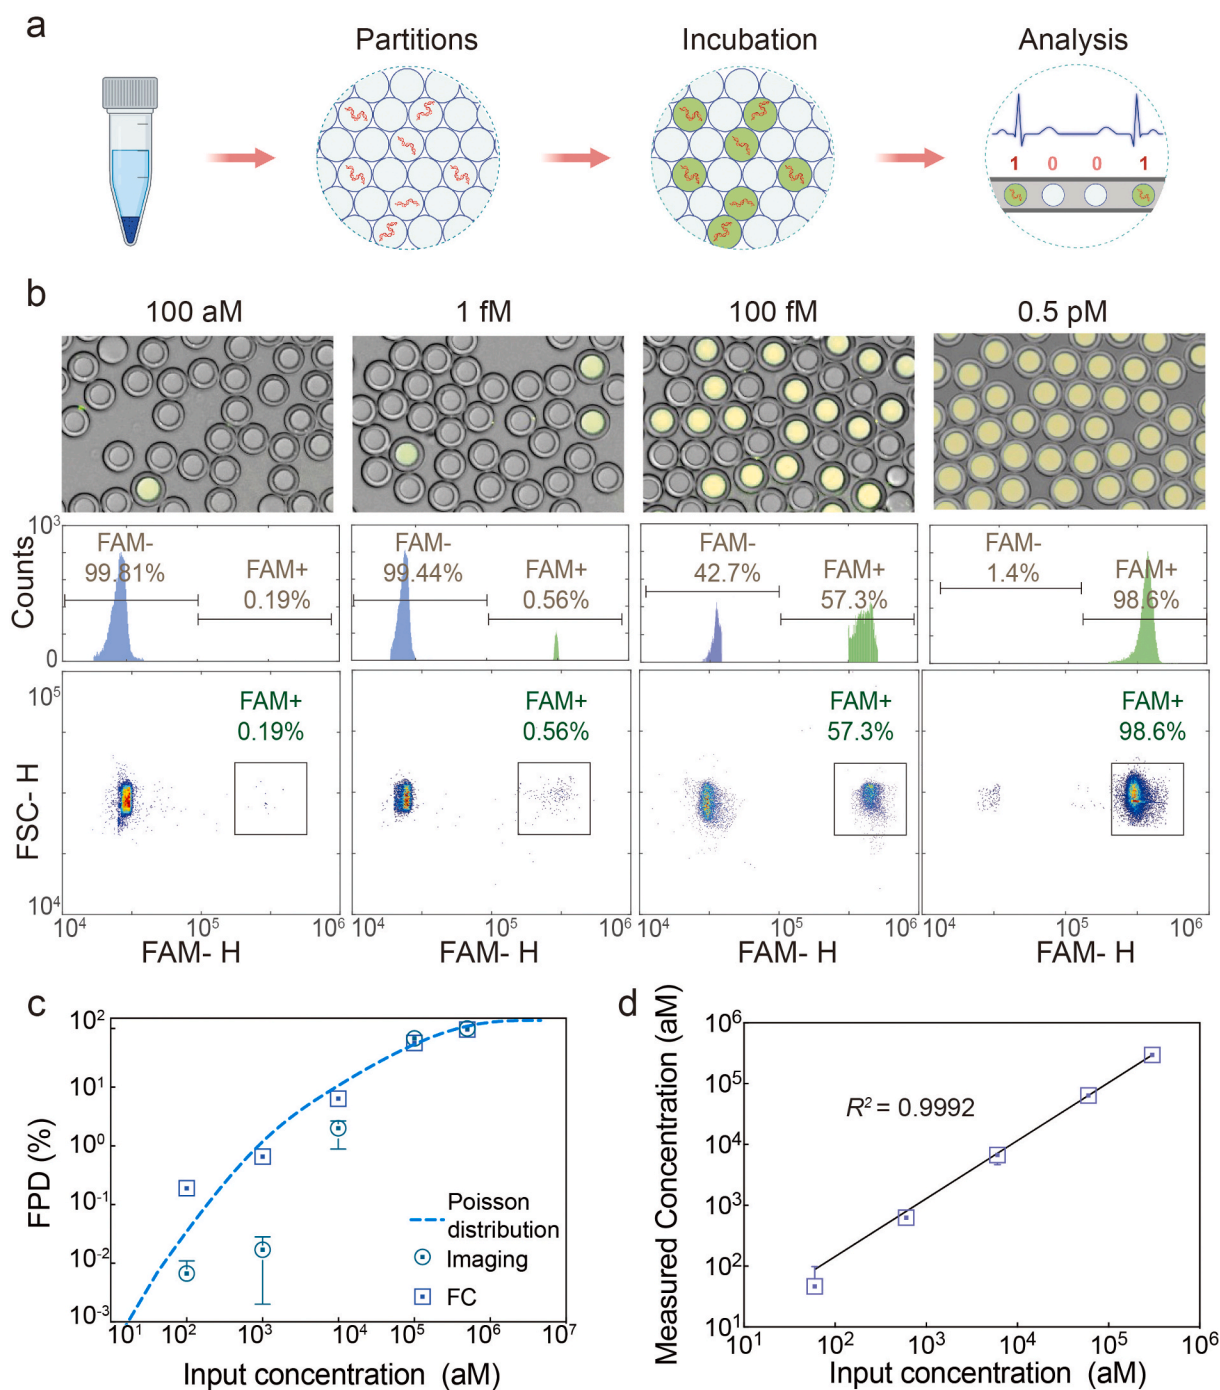 a
Partitions
Incubation
Analysis
1 0 0 1
b
100 aM
1 fM
100 fM
0.5 pM
Counts
10³
0
FAM-
99.81%
FAM+
0.19%
FAM-
99.44%
FAM+
0.56%
FAM-
42.7%
FAM+
57.3%
FAM-
1.4%
FAM+
98.6%
FSC- H
10⁵
10⁴
FAM+
0.19%
FAM+
0.56%
FAM+
57.3%
FAM+
98.6%
10⁴ 10⁵ 10⁶
10⁴ 10⁵ 10⁶
10⁴ 10⁵ 10⁶
10⁴ 10⁵ 10⁶
FAM- H
FAM- H
FAM- H
FAM- H
c
FPD (%)
10²
10¹
10⁰
10⁻¹
10⁻²
10⁻³
Poisson
distribution
Imaging
FC
10¹ 10² 10³ 10⁴ 10⁵ 10⁶ 10⁷
Input concentration (aM)
d
Measured Concentration (aM)
10⁶
10⁵
10⁴
10³
10²
10¹
R² = 0.9992
10¹ 10² 10³ 10⁴ 10⁵ 10⁶
Input concentration (aM)